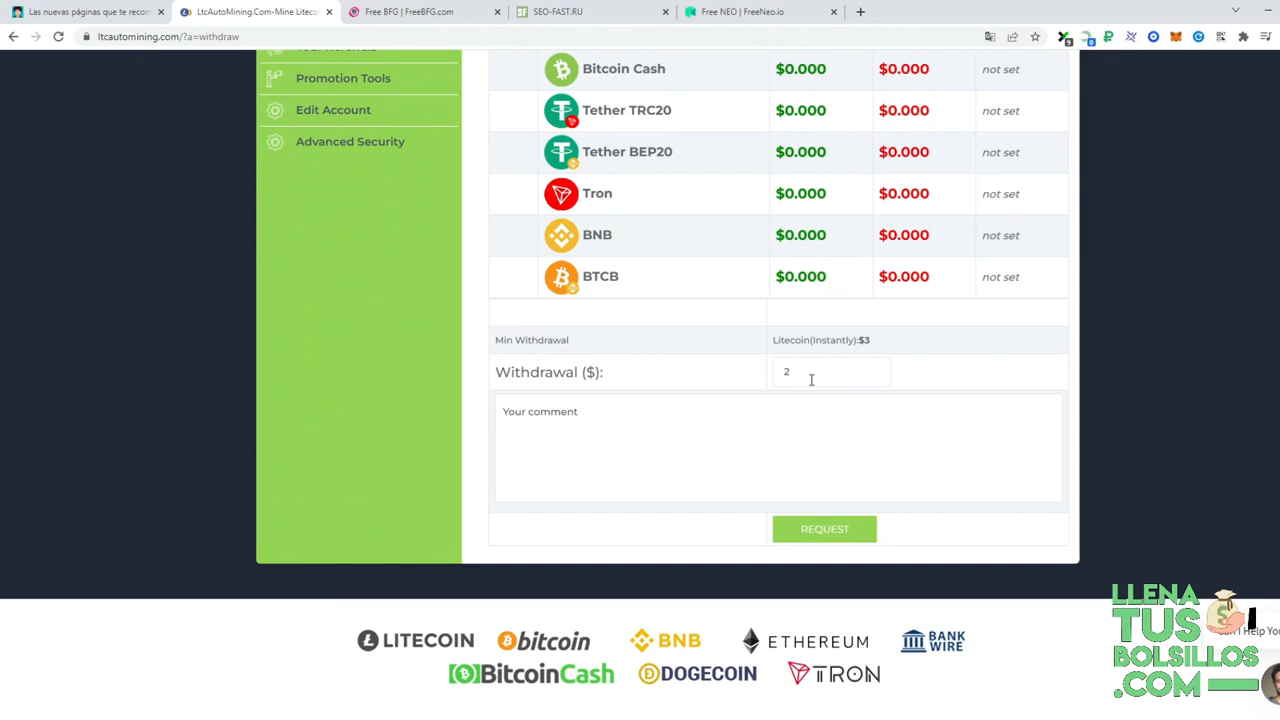 Las nuevas páginas que te recom
LtcAutoMining.Com-Mine Liteco
Free BFG | FreeBFG.com
SEO-FAST.RU
Free NEO | FreeNeo.io
ltcautomining.com/?a=withdraw
Your Referrals
Promotion Tools
Edit Account
Advanced Security
Bitcoin Cash $0.000 $0.000 not set
Tether TRC20 $0.000 $0.000 not set
Tether BEP20 $0.000 $0.000 not set
Tron $0.000 $0.000 not set
BNB $0.000 $0.000 not set
BTCB $0.000 $0.000 not set
Min Withdrawal Litecoin(Instantly):$3
Withdrawal ($): 2
Your comment
REQUEST
LITECOIN bitcoin BNB ETHEREUM BANK WIRE
BitcoinCash DOGECOIN TRON
LLENA
TUS
BOLSILLOS
.COM
I Help Yo